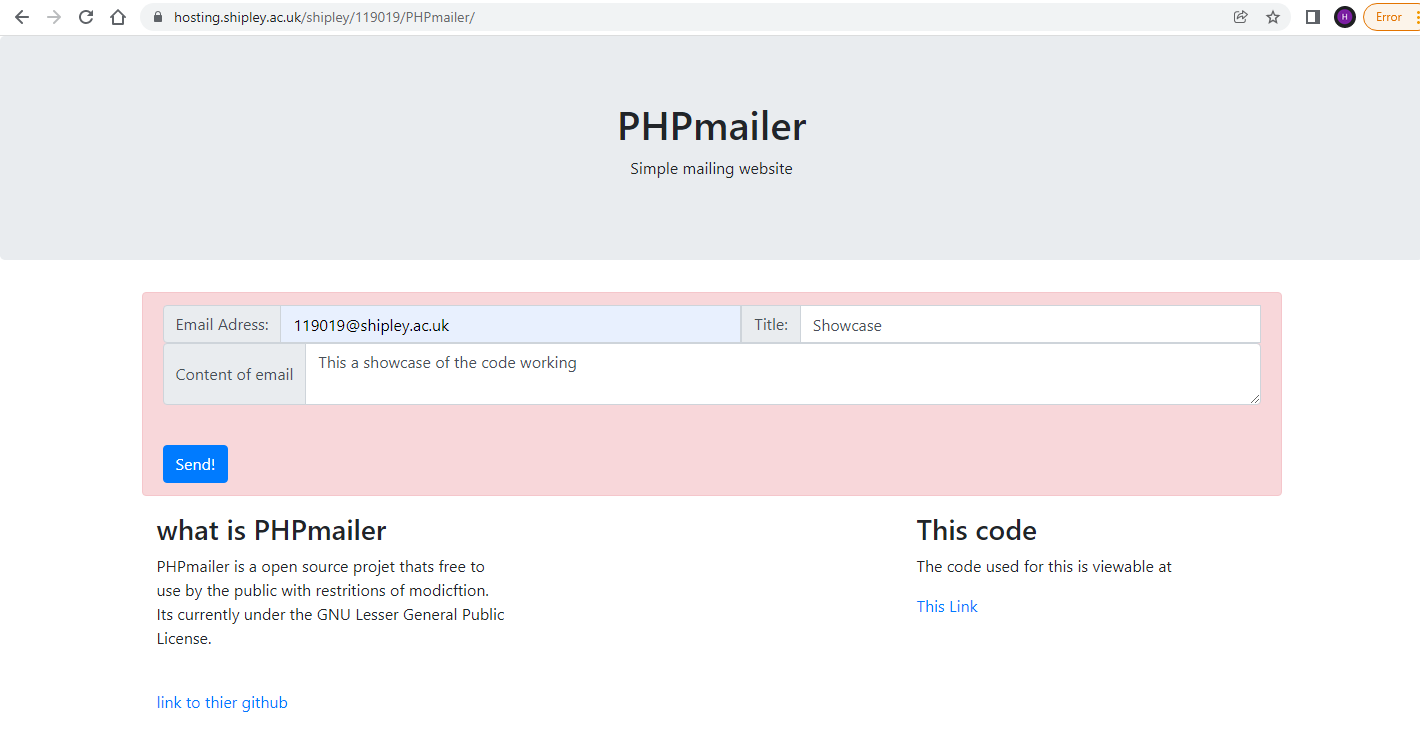 hosting.shipley.ac.uk/shipley/119019/PHPmailer/
H
Error
PHPmailer
Simple mailing website
Email Adress: 119019@shipley.ac.uk Title: Showcase
Content of email This a showcase of the code working
Send!
what is PHPmailer
PHPmailer is a open source projet thats free to
use by the public with restritions of modicftion.
Its currently under the GNU Lesser General Public
License.
link to thier github
This code
The code used for this is viewable at
This Link